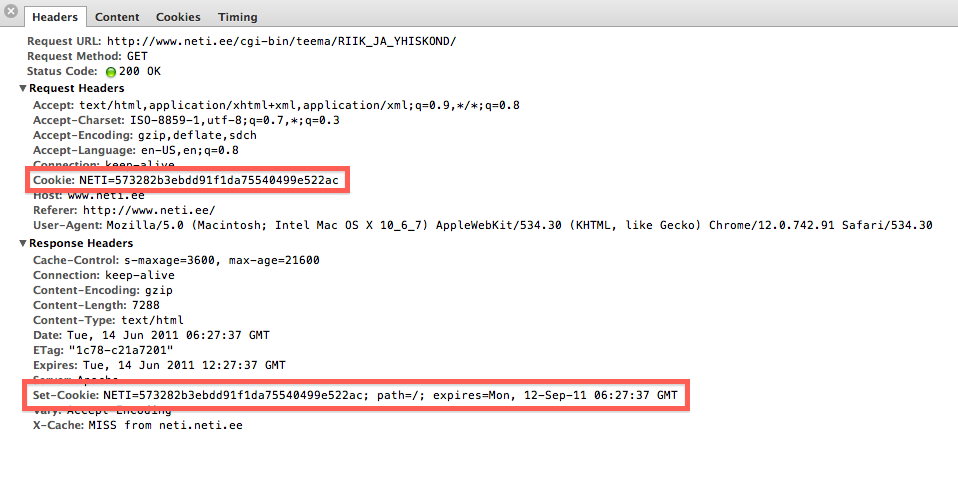 Headers Content Cookies Timing
Request URL: http://www.neti.ee/cgi-bin/teema/RIIK_JA_YHISKOND/
Request Method: GET
Status Code: 200 OK
Request Headers
Accept: text/html,application/xhtml+xml,application/xml;q=0.9,*/*;q=0.8
Accept-Charset: ISO-8859-1,utf-8;q=0.7,*;q=0.3
Accept-Encoding: gzip,deflate,sdch
Accept-Language: en-US,en;q=0.8
Connection: keep-alive
Cookie: NETI=573282b3ebdd91f1da75540499e522ac
Host: www.neti.ee
Referer: http://www.neti.ee/
User-Agent: Mozilla/5.0 (Macintosh; Intel Mac OS X 10_6_7) AppleWebKit/534.30 (KHTML, like Gecko) Chrome/12.0.742.91 Safari/534.30
Response Headers
Cache-Control: s-maxage=3600, max-age=21600
Connection: keep-alive
Content-Encoding: gzip
Content-Length: 7288
Content-Type: text/html
Date: Tue, 14 Jun 2011 06:27:37 GMT
ETag: "1c78-c21a7201"
Expires: Tue, 14 Jun 2011 12:27:37 GMT
Server: Apache
Set-Cookie: NETI=573282b3ebdd91f1da75540499e522ac; path=/; expires=Mon, 12-Sep-11 06:27:37 GMT
Vary: Accept-Encoding
X-Cache: MISS from neti.neti.ee